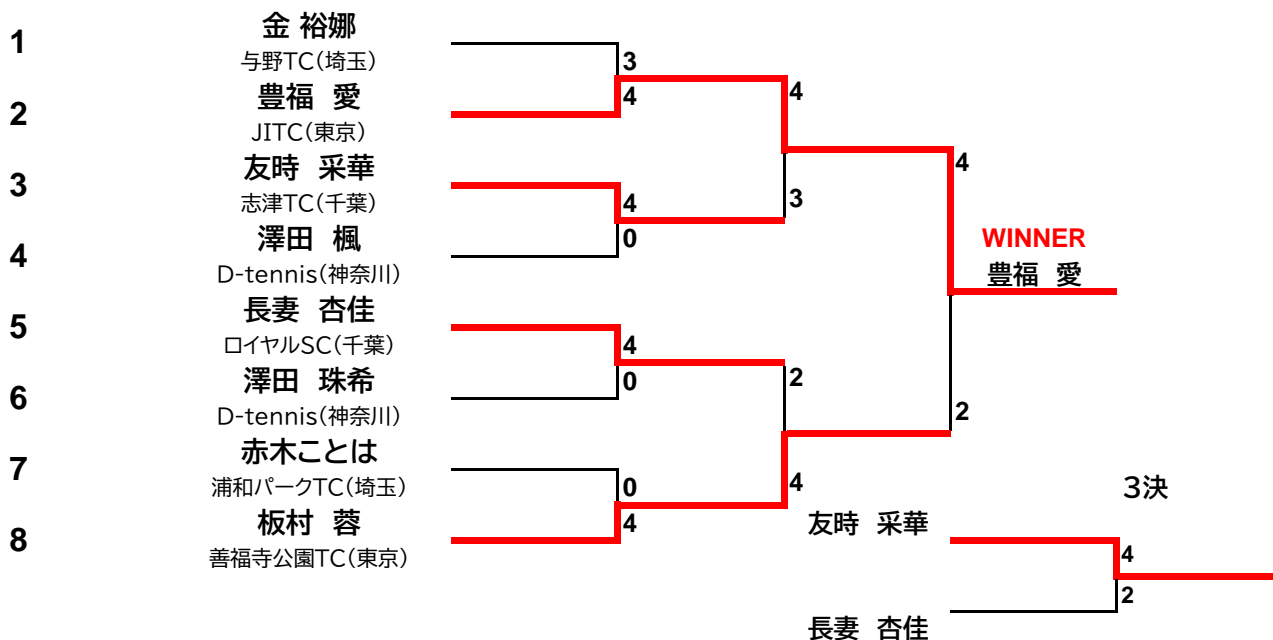 1
金 裕娜
与野TC(埼玉)
3
2
豊福 愛
JITC(東京)
4
4
3
友時 采華
志津TC(千葉)
4
3
4
澤田 楓
D-tennis(神奈川)
0
4
WINNER
豊福 愛
5
長妻 杏佳
ロイヤルSC(千葉)
4
2
6
澤田 珠希
D-tennis(神奈川)
0
2
7
赤木ことは
浦和パークTC(埼玉)
0
4
8
板村 蓉
善福寺公園TC(東京)
4
3決
友時 采華
4
2
長妻 杏佳